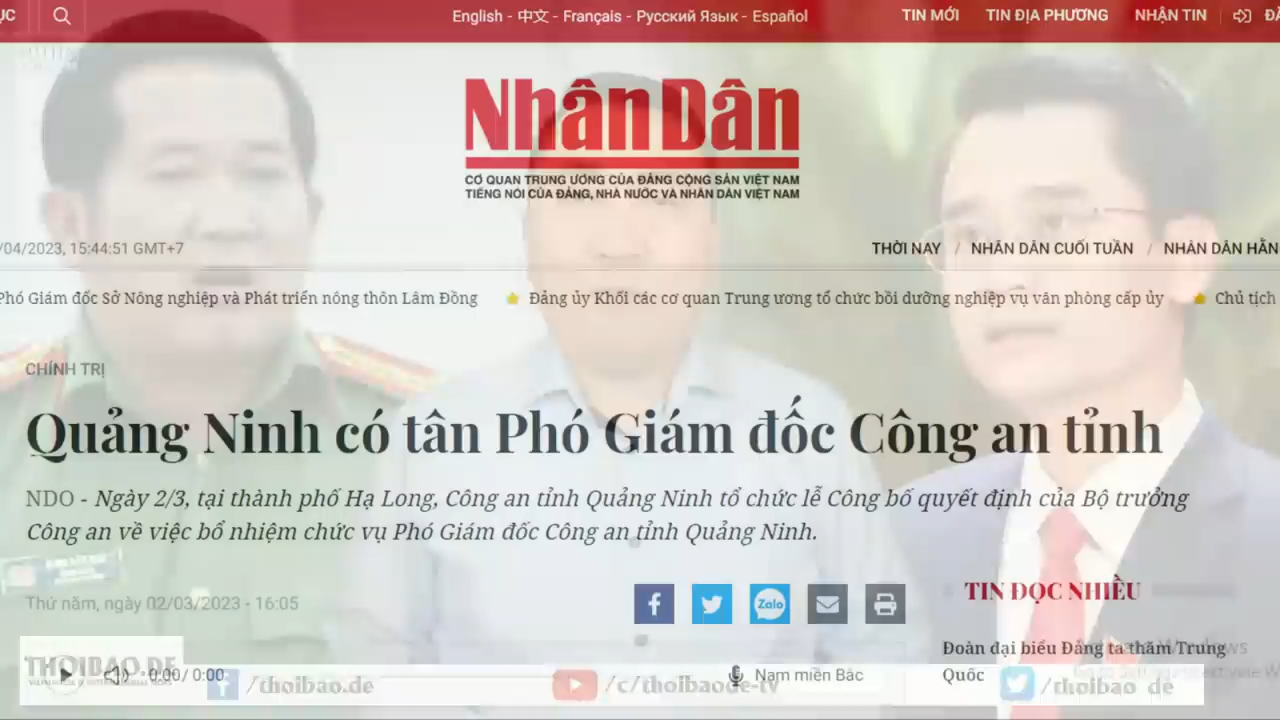 ỤC
English - 中文 - Français - Русский Язык - Español
TIN MỚI TIN ĐỊA PHƯƠNG NHẬN TIN
Nhân Dân
CƠ QUAN TRUNG ƯƠNG CỦA ĐẢNG CỘNG SẢN VIỆT NAM
TIẾNG NÓI CỦA ĐẢNG, NHÀ NƯỚC VÀ NHÂN DÂN VIỆT NAM
/04/2023, 15:44:51 GMT+7
THỜI NAY / NHÂN DÂN CUỐI TUẦN / NHÂN DÂN HẰN
Phó Giám đốc Sở Nông nghiệp và Phát triển nông thôn Lâm Đồng Đảng ủy Khối các cơ quan Trung ương tổ chức bồi dưỡng nghiệp vụ văn phòng cấp ủy Chủ tịch
CHÍNH TRỊ
Quảng Ninh có tân Phó Giám đốc Công an tỉnh
NDO - Ngày 2/3, tại thành phố Hạ Long, Công an tỉnh Quảng Ninh tổ chức lễ Công bố quyết định của Bộ trưởng
Công an về việc bổ nhiệm chức vụ Phó Giám đốc Công an tỉnh Quảng Ninh.
Thứ năm, ngày 02/03/2023 - 16:05
Zalo
TIN ĐỌC NHIỀU
Đoàn đại biểu Đảng ta thăm Trung
Quốc
THOIBAO.DE
0:00 / 0:00
Nam miền Bắc
/thoibao.de
/c/thoibaode-tv
/thoibao_de